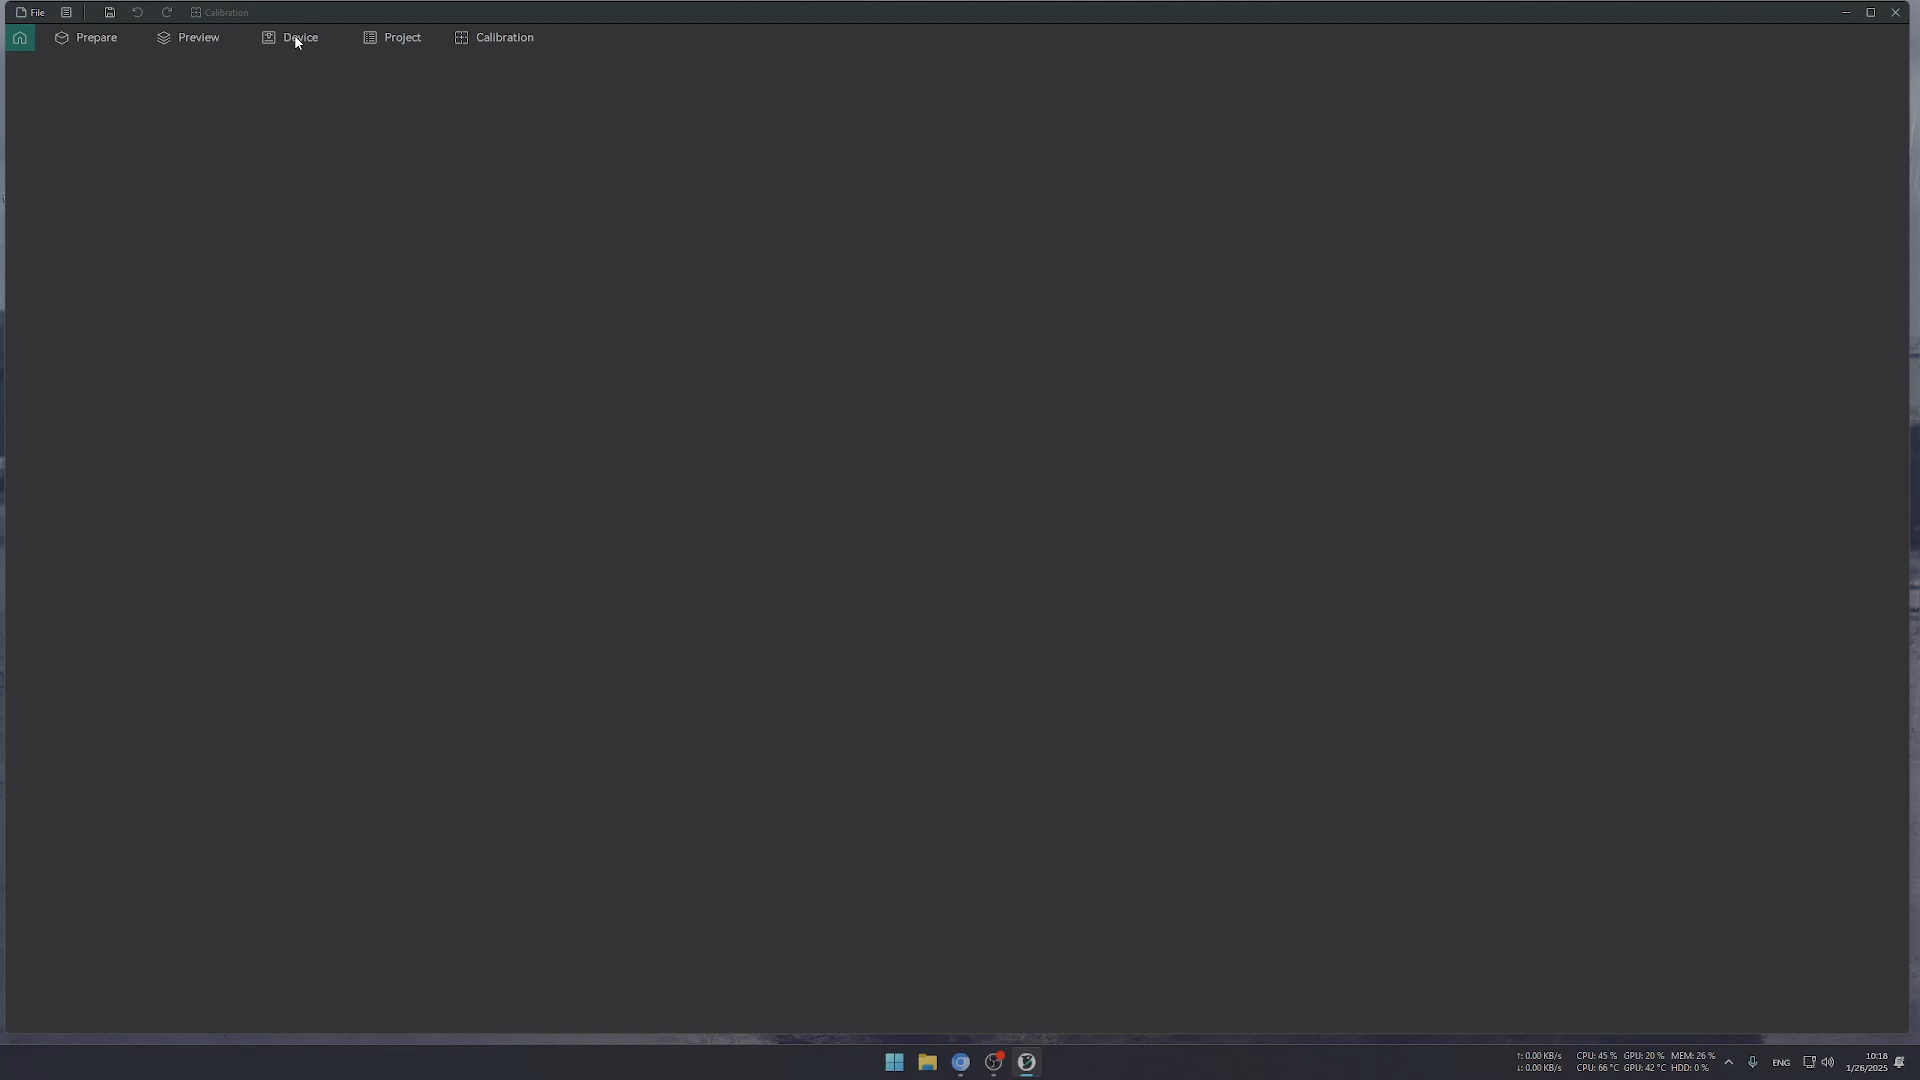 File
Calibration
Prepare
Preview
Device
Project
Calibration
↑: 0.00 KB/s
↓: 0.00 KB/s
CPU: 45 % GPU: 20 % MEM: 26 %
CPU: 66 °C GPU: 42 °C HDD: 0 %
ENG
10:18
1/26/2025